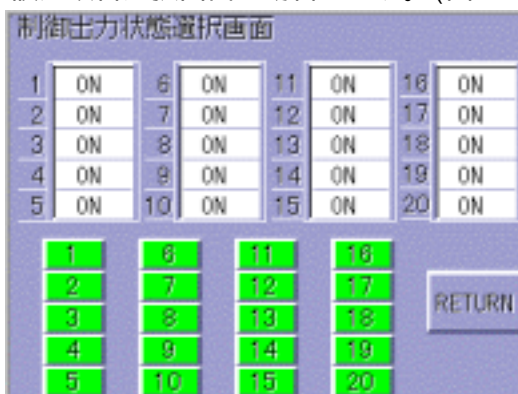 制御出力状態選択画面
1 ON 6 ON 11 ON 16 ON
2 ON 7 ON 12 ON 17 ON
3 ON 8 ON 13 ON 18 ON
4 ON 9 ON 14 ON 19 ON
5 ON 10 ON 15 ON 20 ON
1 6 11 16
2 7 12 17
RETURN
3 8 13 18
4 9 14 19
5 10 15 20